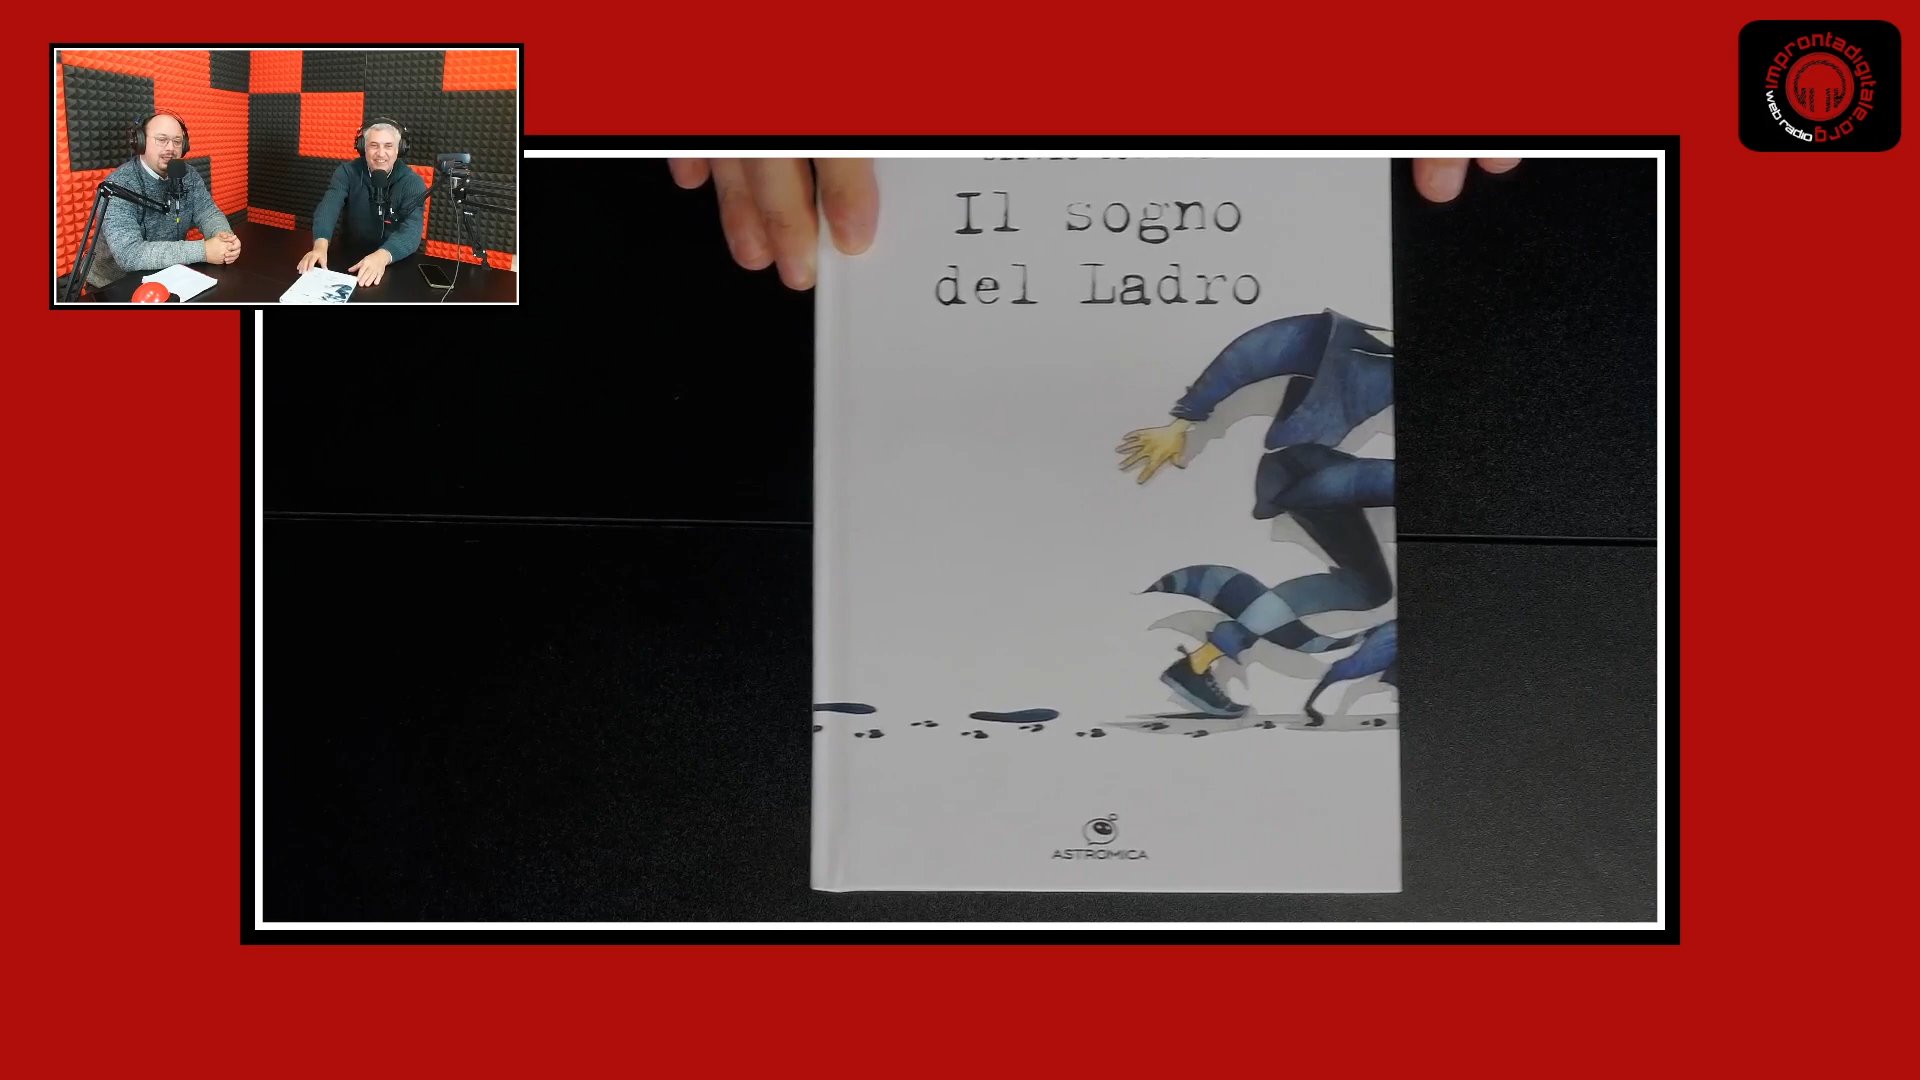 improntadigitale.org
web radio
Il sogno
del Ladro
ASTROMICA